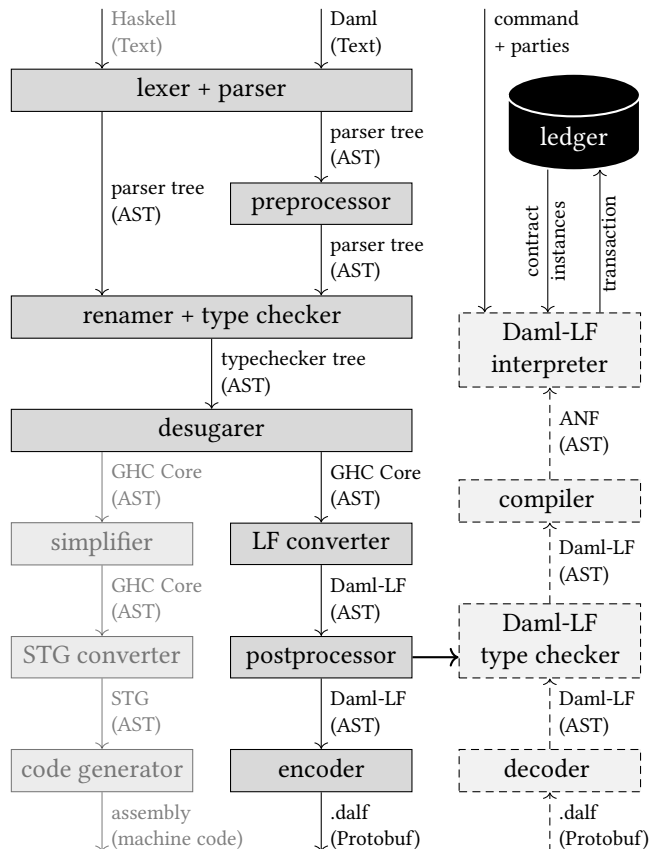 Haskell
(Text)
Daml
(Text)
command
+ parties
lexer + parser
ledger
parser tree
(AST)
parser tree
(AST)
preprocessor
parser tree
(AST)
contract
instances
transaction
renamer + type checker
Daml-LF
interpreter
typechecker tree
(AST)
desugarer
ANF
(AST)
GHC Core
(AST)
GHC Core
(AST)
compiler
simplifier
LF converter
Daml-LF
(AST)
GHC Core
(AST)
Daml-LF
(AST)
Daml-LF
type checker
STG converter
postprocessor
STG
(AST)
Daml-LF
(AST)
Daml-LF
(AST)
code generator
encoder
decoder
assembly
(machine code)
.dalf
(Protobuf)
.dalf
(Protobuf)